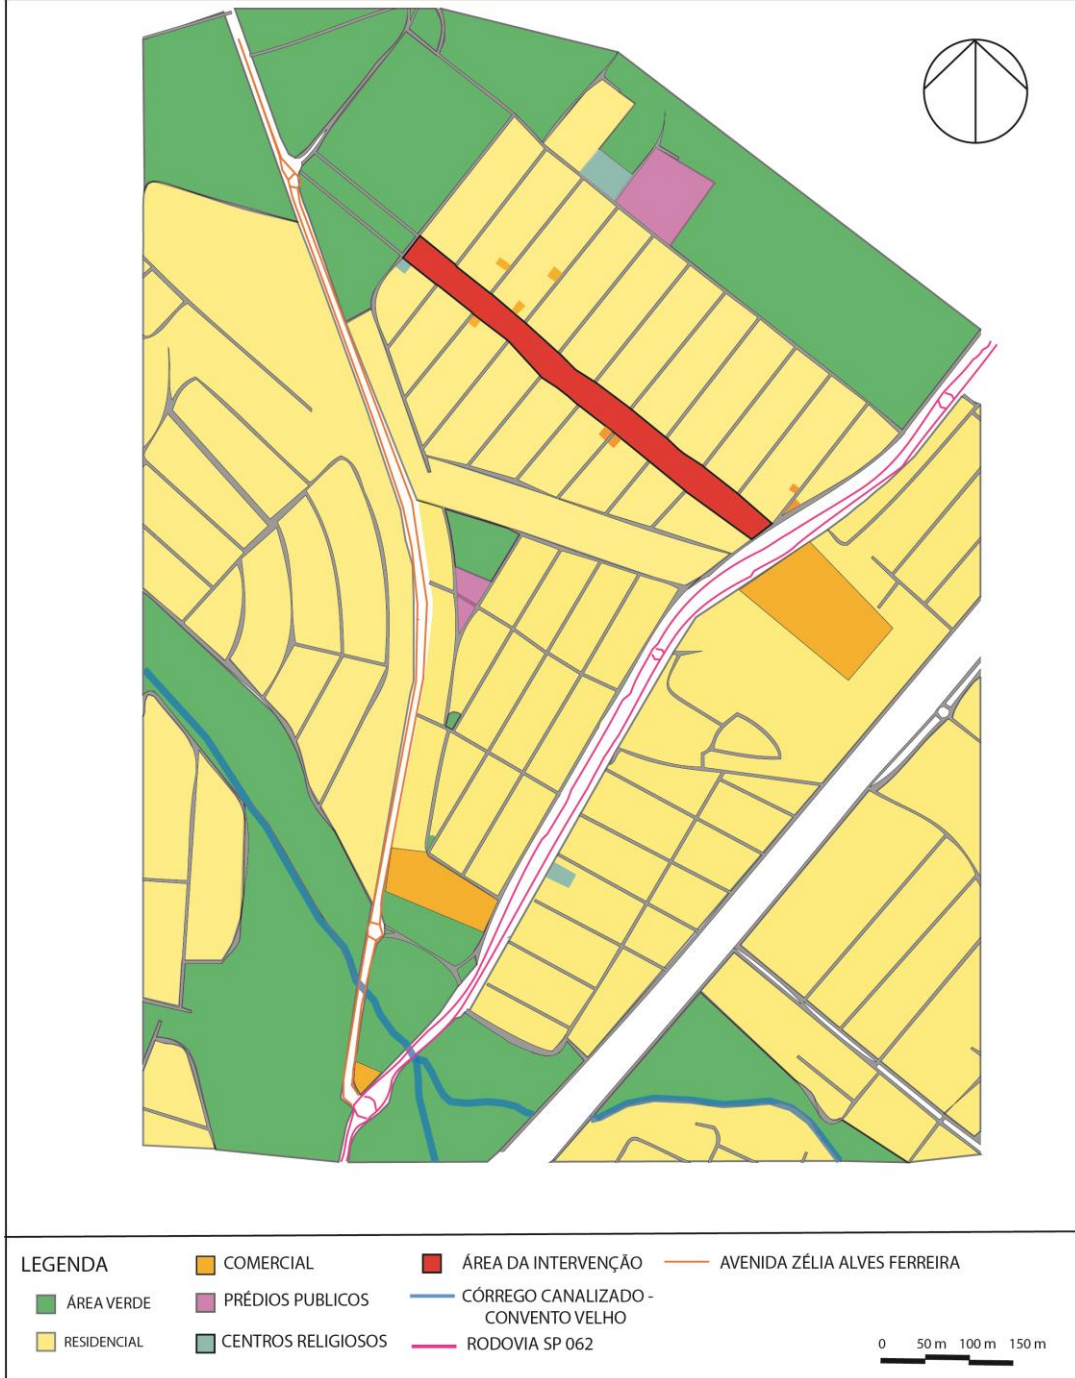 LEGENDA
ÁREA VERDE
RESIDENCIAL
COMERCIAL
PRÉDIOS PUBLICOS
CENTROS RELIGIOSOS
ÁREA DA INTERVENÇÃO
CÓRREGO CANALIZADO -
CONVENTO VELHO
RODOVIA SP 062
AVENIDA ZÉLIA ALVES FERREIRA
0 50 m 100 m 150 m